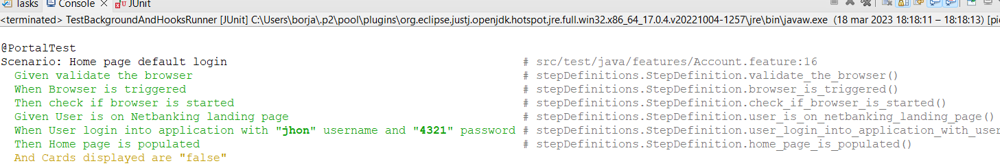 Tasks Console JUnit
<terminated> TestBackgroundAndHooksRunner [JUnit] C:\Users\borja\.p2\pool\plugins\org.eclipse.justj.openjdk.hotspot.jre.full.win32.x86_64_17.0.4.v20221004-1257\jre\bin\javaw.exe (18 mar 2023 18:18:11 – 18:18:13) [pi
@PortalTest
Scenario: Home page default login # src/test/java/features/Account.feature:16
Given validate the browser # stepDefinitions.StepDefinition.validate_the_browser()
When Browser is triggered # stepDefinitions.StepDefinition.browser_is_triggered()
Then check if browser is started # stepDefinitions.StepDefinition.check_if_browser_is_started()
Given User is on Netbanking landing page # stepDefinitions.StepDefinition.user_is_on_netbanking_landing_page()
When User login into application with "jhon" username and "4321" password # stepDefinitions.StepDefinition.user_login_into_application_with_user
Then Home page is populated # stepDefinitions.StepDefinition.home_page_is_populated()
And Cards displayed are "false"